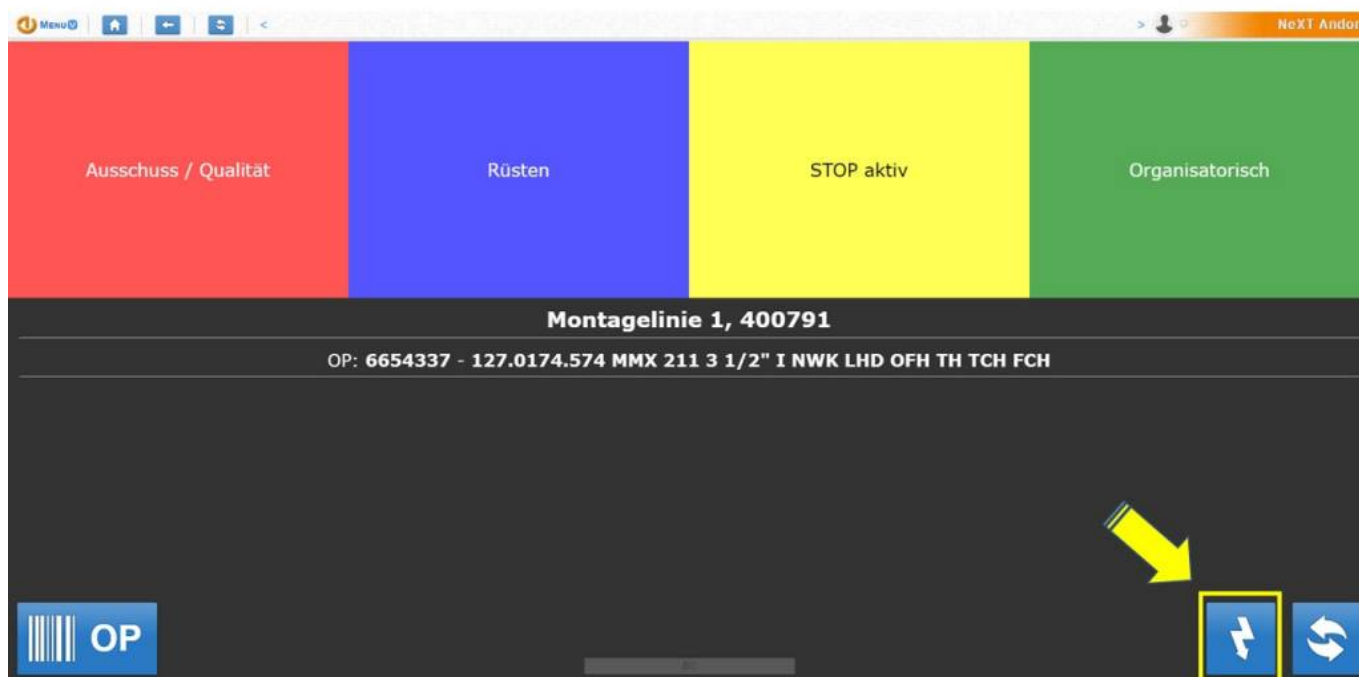 MENU
< > NeXT Andon
Ausschuss / Qualität Rüsten STOP aktiv Organisatorisch
Montagelinie 1, 400791
OP: 6654337 - 127.0174.574 MMX 211 3 1/2" I NWK LHD OFH TH TCH FCH
OP